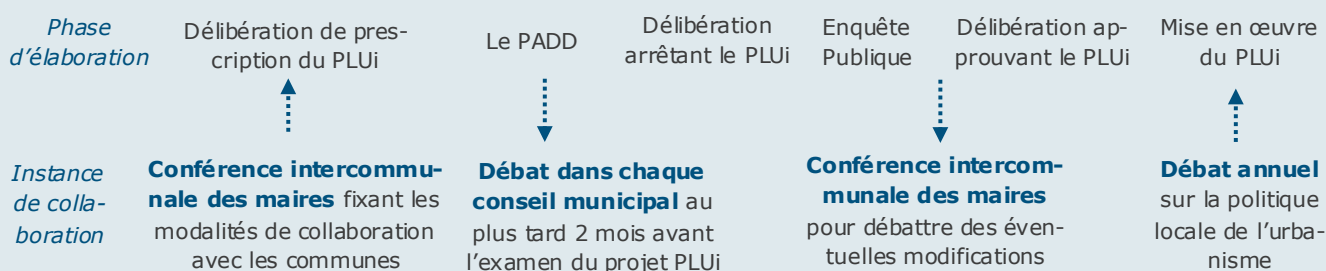 Phase
d'élaboration
Délibération de pres-
cription du PLUi
Le PADD
Délibération
arrêtant le PLUi
Enquête
Publique
Délibération ap-
prouvant le PLUi
Mise en œuvre
du PLUi
Instance
de colla-
boration
Conférence intercommu-
nale des maires fixant les
modalités de collaboration
avec les communes
Débat dans chaque
conseil municipal au
plus tard 2 mois avant
l'examen du projet PLUi
Conférence intercom-
munale des maires
pour débattre des éven-
tuelles modifications
Débat annuel
sur la politique
locale de l'urba-
nisme